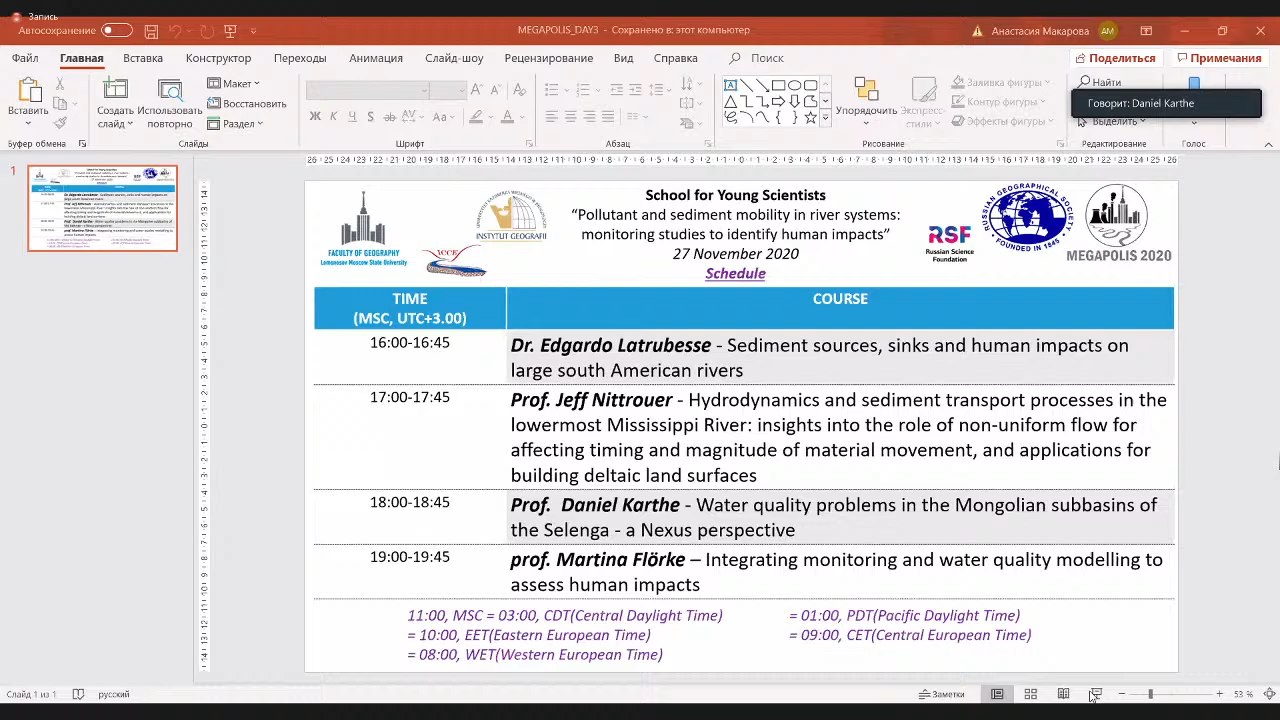 Запись
Автосохранение
MEGAPOLIS_DAY3 - Сохранено в: этот компьютер
Анастасия Макарова
АМ
Файл Главная Вставка Конструктор Переходы Анимация Слайд-шоу Рецензирование Вид Справка Поиск
Поделиться Примечания
Вставить
Создать слайд
Использовать повторно
Макет
Восстановить
Раздел
Упорядочить
Экспресс-стили
Заливка фигуры
Контур фигуры
Эффекты фигуры
Найти
Говорит: Daniel Karthe
Выделить
Буфер обмена Слайды Шрифт Абзац Рисование Редактирование Голос
1
School for Young Scientists
“Pollutant and sediment mobility in river systems:
monitoring studies to identify human impacts”
27 November 2020
Schedule
FACULTY OF GEOGRAPHY
Lomonosov Moscow State University
INSTYTUT GEOGRAFII
ICCE
RSF
Russian Science
Foundation
GEOGRAPHICAL SOCIETY
FOUNDED IN 1845
MEGAPOLIS 2020
TIME
(MSC, UTC+3.00)
COURSE
16:00-16:45
Dr. Edgardo Latrubesse - Sediment sources, sinks and human impacts on
large south American rivers
17:00-17:45
Prof. Jeff Nittrouer - Hydrodynamics and sediment transport processes in the
lowermost Mississippi River: insights into the role of non-uniform flow for
affecting timing and magnitude of material movement, and applications for
building deltaic land surfaces
18:00-18:45
Prof. Daniel Karthe - Water quality problems in the Mongolian subbasins of
the Selenga - a Nexus perspective
19:00-19:45
prof. Martina Flörke – Integrating monitoring and water quality modelling to
assess human impacts
11:00, MSC = 03:00, CDT(Central Daylight Time)
= 10:00, EET(Eastern European Time)
= 08:00, WET(Western European Time)
= 01:00, PDT(Pacific Daylight Time)
= 09:00, CET(Central European Time)
Слайд 1 из 1
русский
Заметки
53 %